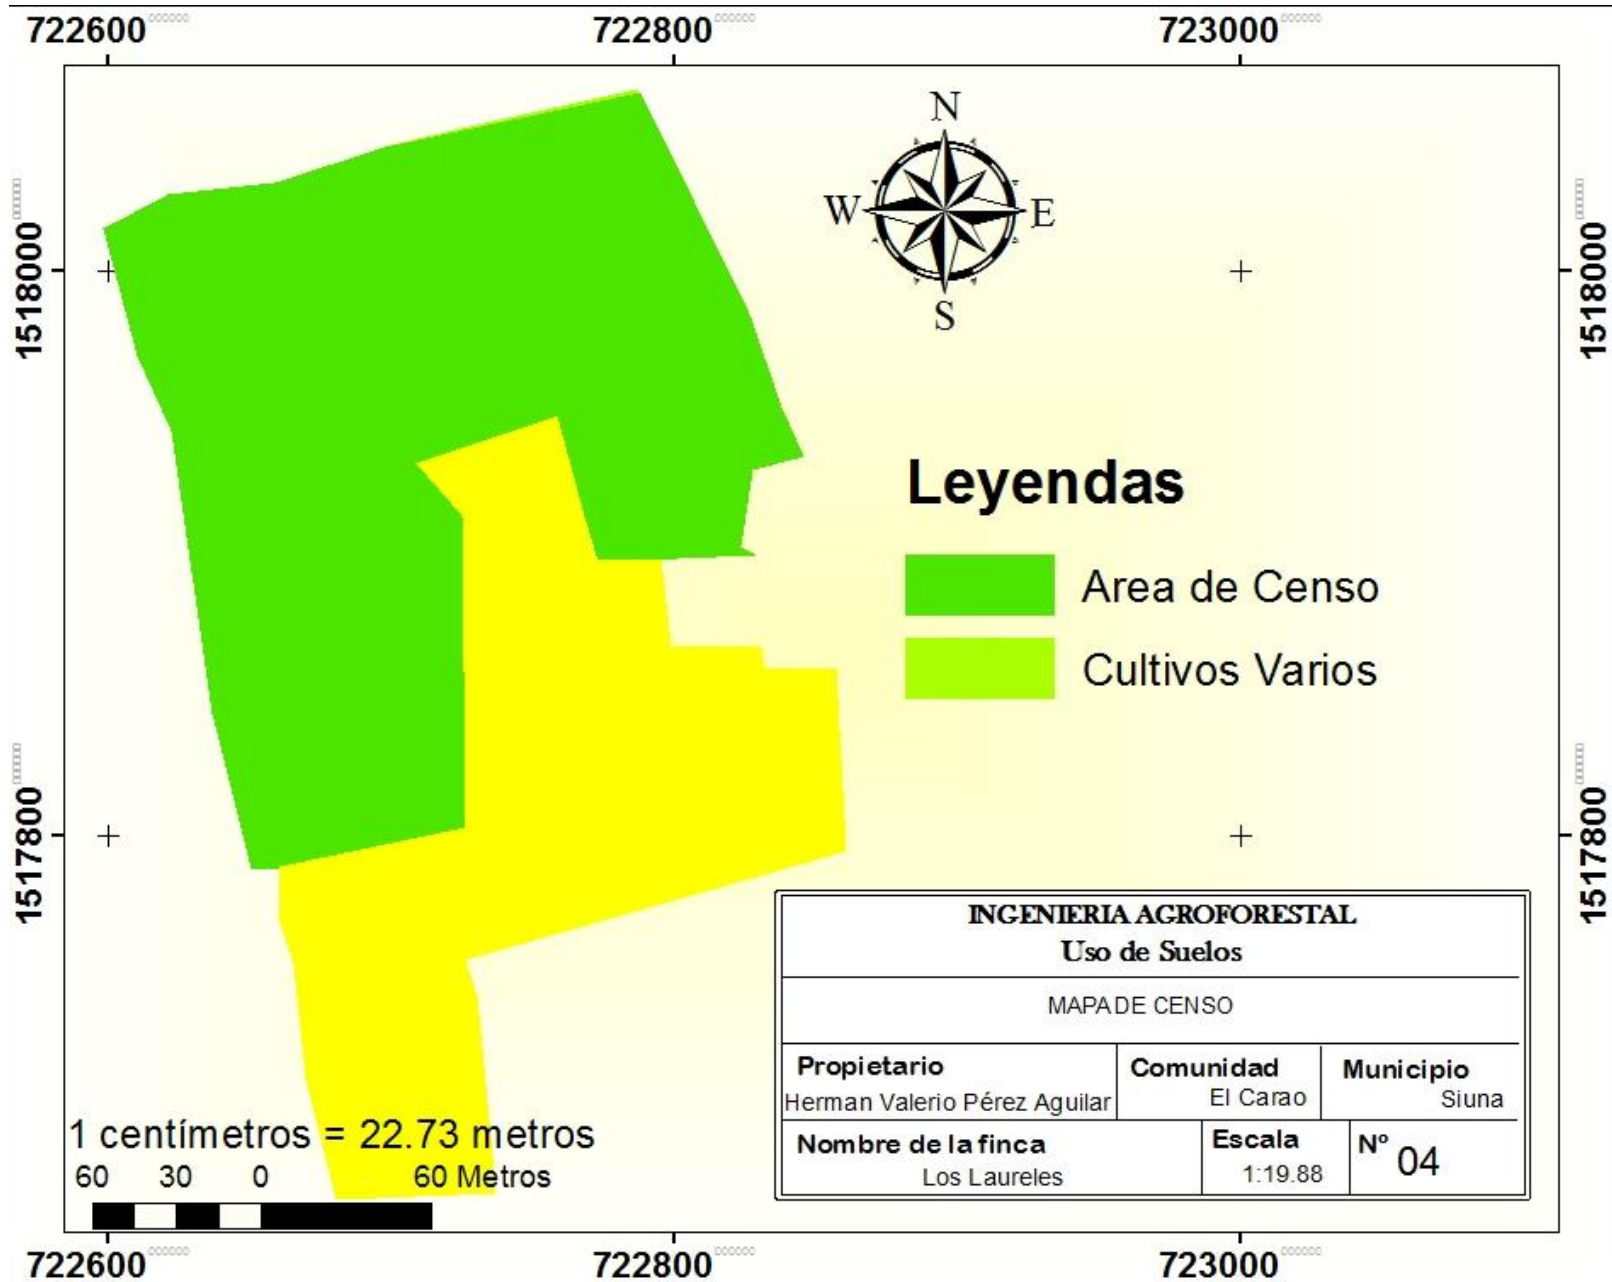 722600 722800 723000
N
W E
S
1518000 1518000
Leyendas
Area de Censo
Cultivos Varios
1517800 1517800
INGENIERIA AGROFORESTAL
Uso de Suelos
MAPA DE CENSO
Propietario Comunidad Municipio
Herman Valerio Pérez Aguilar El Carao Siuna
Nombre de la finca Escala Nº 04
Los Laureles 1:19.88
1 centímetros = 22.73 metros
60 30 0 60 Metros
722600 722800 723000